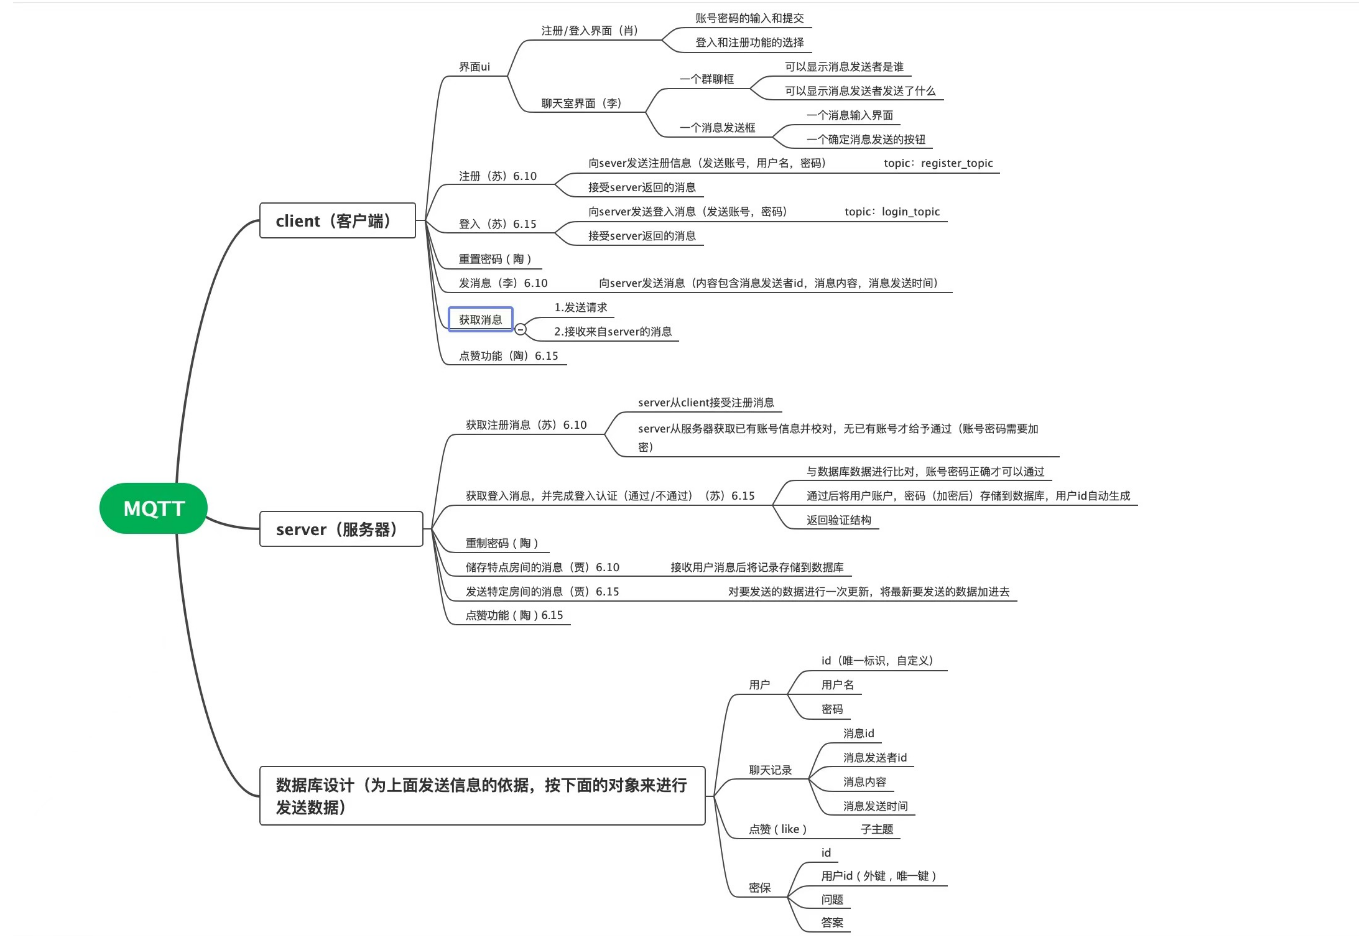 MQTT
client（客户端）
界面ui
注册/登入界面（肖）
账号密码的输入和提交
登入和注册功能的选择
聊天室界面（李）
一个群聊框
可以显示消息发送者是谁
可以显示消息发送者发送了什么
一个消息发送框
一个消息输入界面
一个确定消息发送的按钮
注册（苏）6.10
向sever发送注册信息（发送账号，用户名，密码） topic：register_topic
接受server返回的消息
登入（苏）6.15
向server发送登入消息（发送账号，密码） topic：login_topic
接受server返回的消息
重置密码 ( 陶 )
发消息（李）6.10
向server发送消息（内容包含消息发送者id，消息内容，消息发送时间）
获取消息
1.发送请求
2.接收来自server的消息
点赞功能（陶）6.15
server（服务器）
获取注册消息（苏）6.10
server从client接受注册消息
server从服务器获取已有账号信息并校对，无已有账号才给予通过（账号密码需要加
密）
获取登入消息，并完成登入认证（通过/不通过）（苏）6.15
与数据库数据进行比对，账号密码正确才可以通过
通过后将用户账户，密码（加密后）存储到数据库，用户id自动生成
返回验证结构
重制密码 ( 陶 )
储存特点房间的消息（贾）6.10
接收用户消息后将记录存储到数据库
发送特定房间的消息（贾）6.15
对要发送的数据进行一次更新，将最新要发送的数据加进去
点赞功能 ( 陶 ) 6.15
数据库设计（为上面发送信息的依据，按下面的对象来进行
发送数据）
用户
id（唯一标识，自定义）
用户名
密码
聊天记录
消息id
消息发送者id
消息内容
消息发送时间
点赞 ( like )
子主题
密保
id
用户id ( 外键 , 唯一键 )
问题
答案